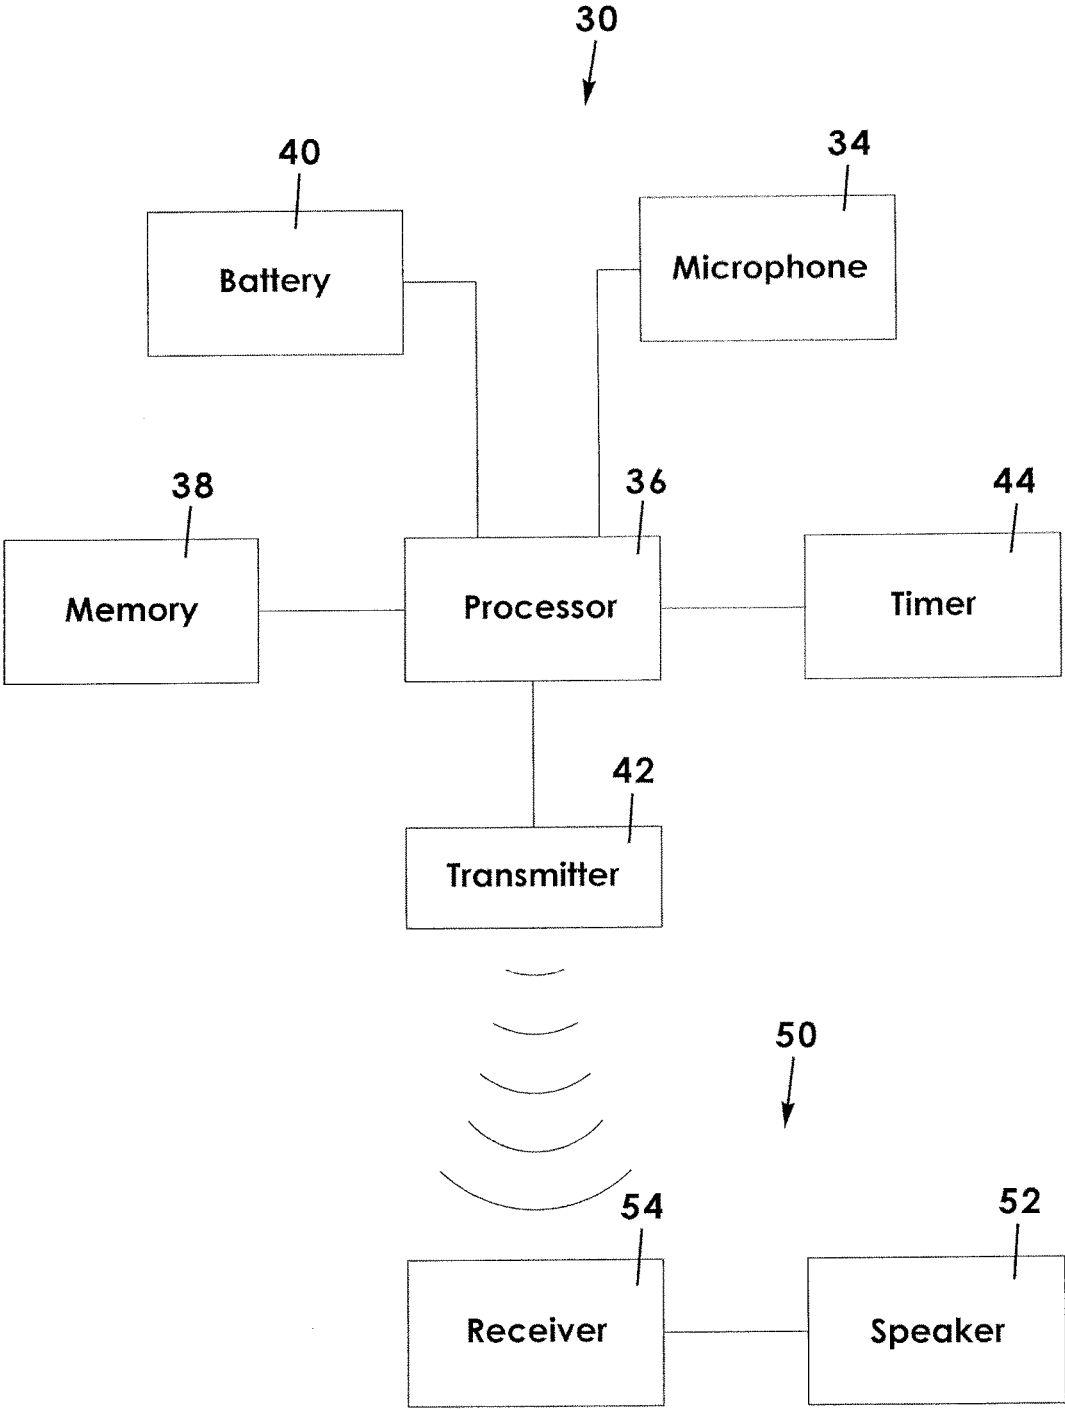 30
40
34
Battery
Microphone
38
36
44
Memory
Processor
Timer
42
Transmitter
50
54
52
Receiver
Speaker